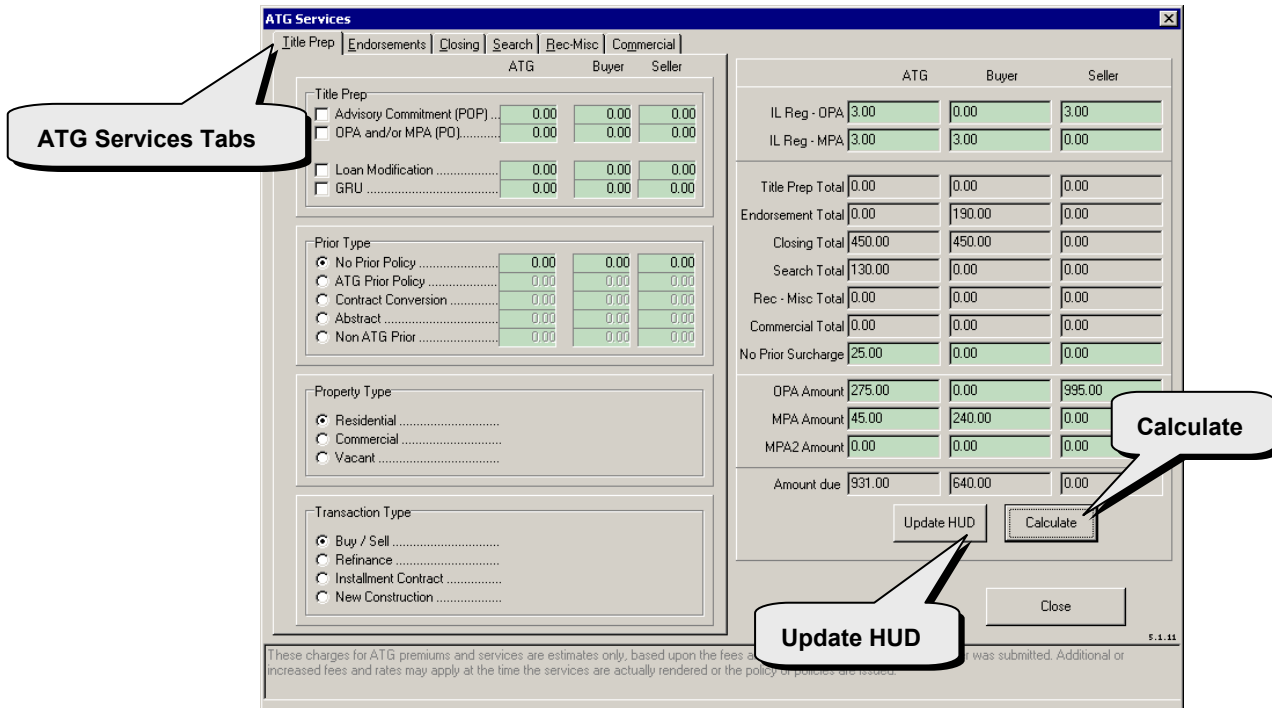 ATG Services
Title Prep Endorsements Closing Search Rec-Misc Commercial
ATG Buyer Seller
Title Prep
Advisory Commitment (POP) ... 0.00 0.00 0.00
OPA and/or MPA (PO).......... 0.00 0.00 0.00
Loan Modification ................ 0.00 0.00 0.00
GRU .................................. 0.00 0.00 0.00
Prior Type
No Prior Policy .................... 0.00 0.00 0.00
ATG Prior Policy .................. 0.00 0.00 0.00
Contract Conversion ............ 0.00 0.00 0.00
Abstract ............................. 0.00 0.00 0.00
Non ATG Prior .................... 0.00 0.00 0.00
Property Type
Residential ..........................
Commercial .........................
Vacant ...............................
Transaction Type
Buy / Sell ............................
Refinance ...........................
Installment Contract ..............
New Construction .................
ATG Buyer Seller
IL Reg - OPA 3.00 0.00 3.00
IL Reg - MPA 3.00 3.00 0.00
Title Prep Total 0.00 0.00 0.00
Endorsement Total 0.00 190.00 0.00
Closing Total 450.00 450.00 0.00
Search Total 130.00 0.00 0.00
Rec - Misc Total 0.00 0.00 0.00
Commercial Total 0.00 0.00 0.00
No Prior Surcharge 25.00 0.00 0.00
OPA Amount 275.00 0.00 995.00
MPA Amount 45.00 240.00 0.00
MPA2 Amount 0.00 0.00 0.00
Amount due 931.00 640.00 0.00
Update HUD Calculate
Close
5.1.11
These charges for ATG premiums and services are estimates only, based upon the fees a r was submitted. Additional or
increased fees and rates may apply at the time the services are actually rendered or the policy or policies are issued.
ATG Services Tabs
Calculate
Update HUD